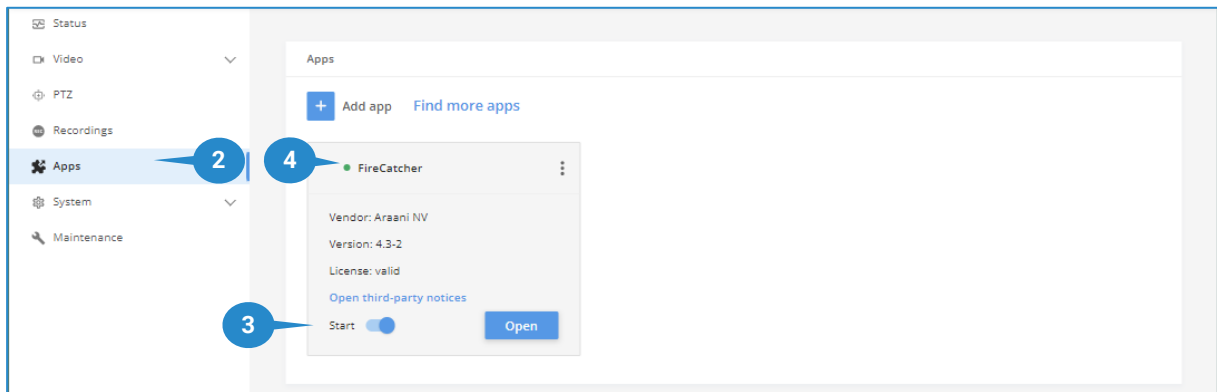 Status
Video
PTZ
Recordings
Apps
System
Maintenance
2
Apps
+ Add app Find more apps
4
FireCatcher
Vendor: Araani NV
Version: 4.3-2
License: valid
Open third-party notices
3
Start
Open